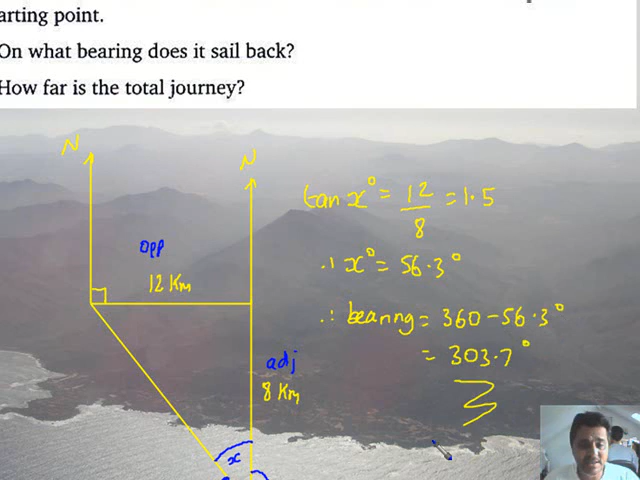 arting point.
On what bearing does it sail back?
How far is the total journey?
N
N
tan x° = 12/8 = 1.5
opp
12 Km
∴ x° = 56.3°
∴ bearing = 360 - 56.3°
= 303.7°
adj
8 Km
x